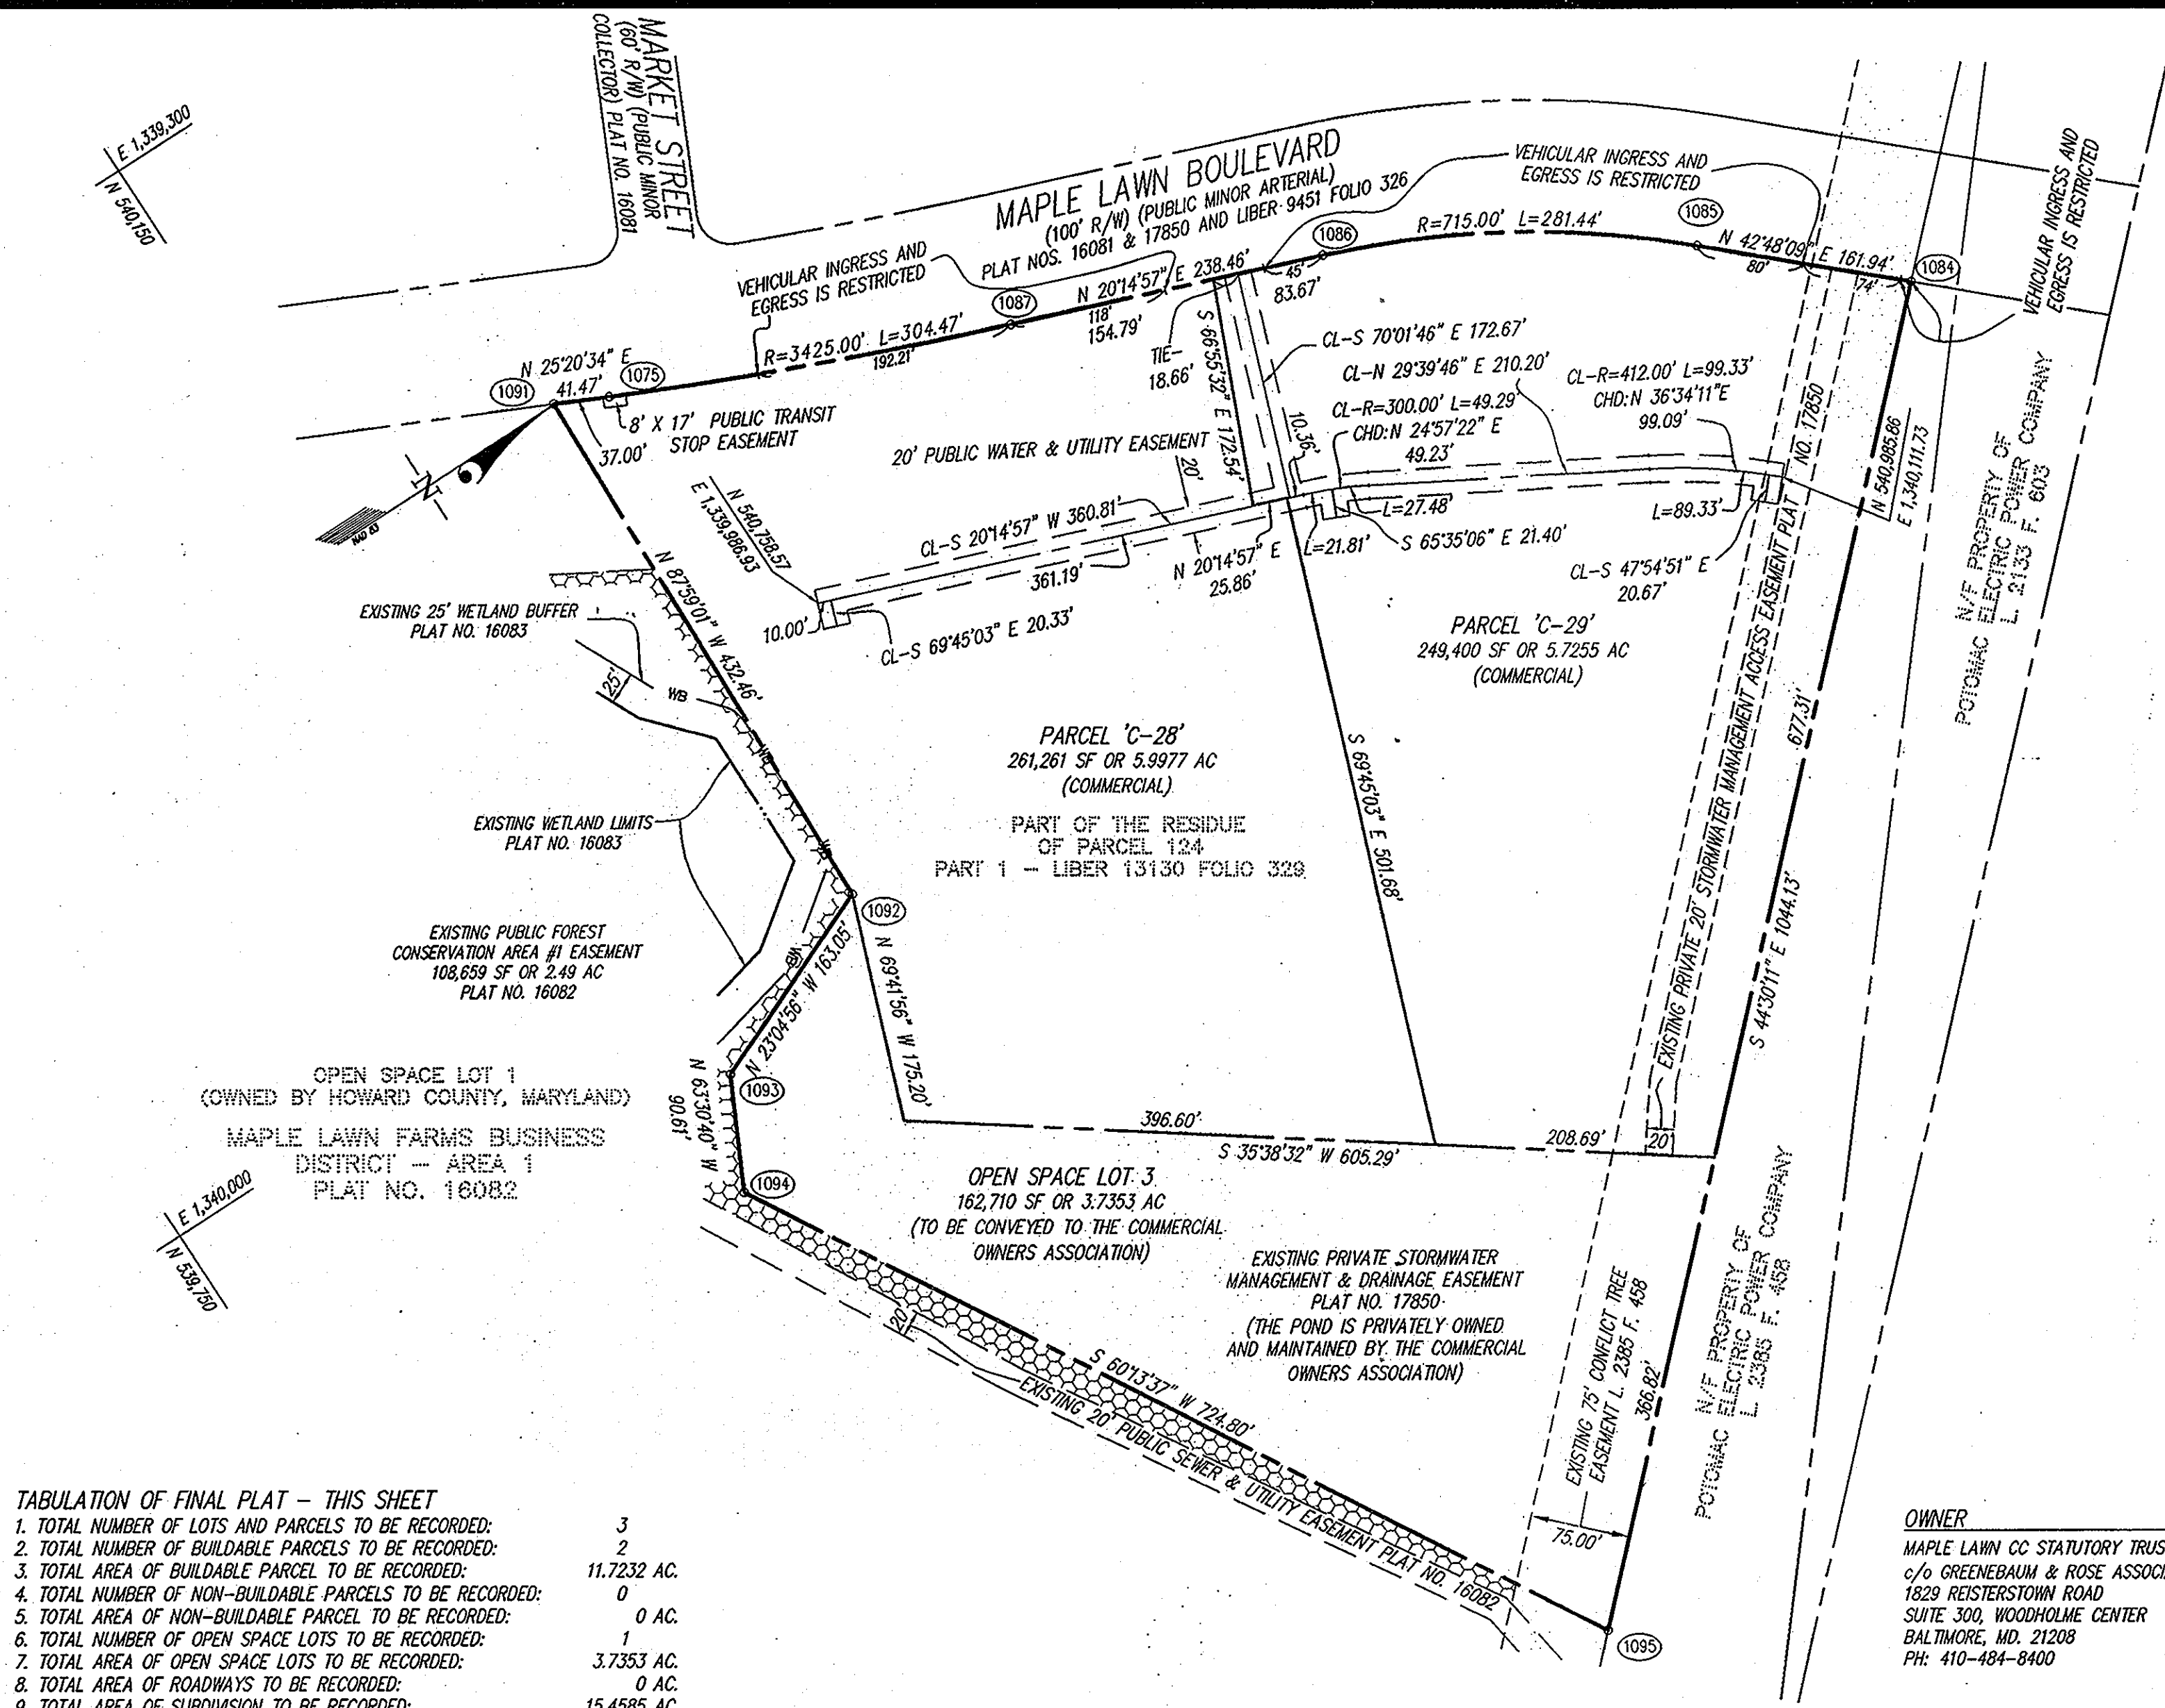 MARKET STREET
(60' R/W) (PUBLIC MINOR
COLLECTOR) PLAT NO. 16081
E 1,339,300
N 540,150
MAPLE LAWN BOULEVARD
(100' R/W) (PUBLIC MINOR ARTERIAL)
PLAT NOS. 16081 & 17850 AND LIBER 9451 FOLIO 326
VEHICULAR INGRESS AND
EGRESS IS RESTRICTED
VEHICULAR INGRESS AND
EGRESS IS RESTRICTED
VEHICULAR INGRESS AND
EGRESS IS RESTRICTED
1091
N 25°20'34" E
41.47'
1075
R=3425.00' L=304.47'
192.21'
1087
N 20°14'57" E 238.46'
118'
154.79'
45'
83.67'
1086
R=715.00' L=281.44'
1085
N 42°48'09" E 161.94'
80'
74'
1084
37.00'
8' X 17' PUBLIC TRANSIT
STOP EASEMENT
N
NAD 83
TIE-
18.66'
S 66°55'32" E 172.54'
CL-S 70°01'46" E 172.67'
CL-N 29°39'46" E 210.20'
CL-R=412.00' L=99.33'
CHD:N 36°34'11"E
99.09'
CL-R=300.00' L=49.29'
CHD:N 24°57'22" E
49.23'
10.36'
20' PUBLIC WATER & UTILITY EASEMENT
20'
N 540,758.57
E 1,339,986.93
CL-S 20°14'57" W 360.81'
361.19'
N 20°14'57" E
25.86'
L=21.81'
L=27.48'
S 65°35'06" E 21.40'
L=89.33'
CL-S 47°54'51" E
20.67'
10.00'
CL-S 69°45'03" E 20.33'
N 540,985.86
E 1,340,111.73
N/F PROPERTY OF
POTOMAC ELECTRIC POWER COMPANY
L. 2133 F. 603
EXISTING 25' WETLAND BUFFER
PLAT NO. 16083
25'
WB
WB
WB
WB
N 87°59'01" W 432.46'
EXISTING WETLAND LIMITS
PLAT NO. 16083
EXISTING PUBLIC FOREST
CONSERVATION AREA #1 EASEMENT
108,659 SF OR 2.49 AC
PLAT NO. 16082
PARCEL 'C-28'
261,261 SF OR 5.9977 AC
(COMMERCIAL)
PART OF THE RESIDUE
OF PARCEL 124
PART 1 - LIBER 13130 FOLIO 329
PARCEL 'C-29'
249,400 SF OR 5.7255 AC
(COMMERCIAL)
S 69°45'03" E 501.68'
EXISTING PRIVATE 20' STORMWATER MANAGEMENT ACCESS EASEMENT PLAT NO. 17850
677.31'
S 44°30'11" E 1044.13'
1092
N 69°41'56" W 175.20'
N 23°04'56" W 163.05'
1093
N 63°30'40" W
90.61'
1094
396.60'
S 35°38'32" W 605.29'
208.69'
20'
OPEN SPACE LOT 1
(OWNED BY HOWARD COUNTY, MARYLAND)
MAPLE LAWN FARMS BUSINESS
DISTRICT - AREA 1
PLAT NO. 16082
E 1,340,000
N 539,750
OPEN SPACE LOT 3
162,710 SF OR 3.7353 AC
(TO BE CONVEYED TO THE COMMERCIAL
OWNERS ASSOCIATION)
EXISTING PRIVATE STORMWATER
MANAGEMENT & DRAINAGE EASEMENT
PLAT NO. 17850
(THE POND IS PRIVATELY OWNED
AND MAINTAINED BY THE COMMERCIAL
OWNERS ASSOCIATION)
EXISTING 75' CONFLICT TREE
EASEMENT L. 2385 F. 458
366.82'
75.00'
N/F PROPERTY OF
POTOMAC ELECTRIC POWER COMPANY
L. 2385 F. 458
20'
S 60°13'37" W 724.80'
EXISTING 20' PUBLIC SEWER & UTILITY EASEMENT PLAT NO. 16082
1095
TABULATION OF FINAL PLAT - THIS SHEET
1. TOTAL NUMBER OF LOTS AND PARCELS TO BE RECORDED: 3
2. TOTAL NUMBER OF BUILDABLE PARCELS TO BE RECORDED: 2
3. TOTAL AREA OF BUILDABLE PARCEL TO BE RECORDED: 11.7232 AC.
4. TOTAL NUMBER OF NON-BUILDABLE PARCELS TO BE RECORDED: 0
5. TOTAL AREA OF NON-BUILDABLE PARCEL TO BE RECORDED: 0 AC.
6. TOTAL NUMBER OF OPEN SPACE LOTS TO BE RECORDED: 1
7. TOTAL AREA OF OPEN SPACE LOTS TO BE RECORDED: 3.7353 AC.
8. TOTAL AREA OF ROADWAYS TO BE RECORDED: 0 AC.
9. TOTAL AREA OF SUBDIVISION TO BE RECORDED: 15.4585 AC.
OWNER
MAPLE LAWN CC STATUTORY TRUS
c/o GREENEBAUM & ROSE ASSOCI
1829 REISTERSTOWN ROAD
SUITE 300, WOODHOLME CENTER
BALTIMORE, MD. 21208
PH: 410-484-8400